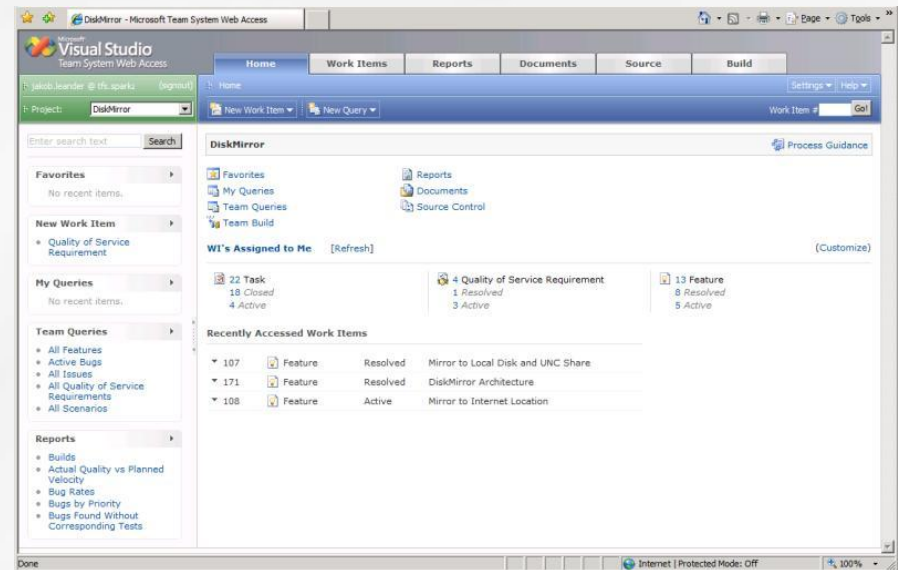 DiskMirror - Microsoft Team System Web Access
Page Tools
Microsoft
Visual Studio
Team System Web Access
Home Work Items Reports Documents Source Build
jakob.leander @ tfs.sparkz (signout) Home Settings Help
Project: DiskMirror New Work Item New Query Work Item # Go!
Enter search text Search DiskMirror Process Guidance
Favorites
No recent items.
New Work Item
Quality of Service
Requirement
My Queries
No recent items.
Team Queries
All Features
Active Bugs
All Issues
All Quality of Service
Requirements
All Scenarios
Reports
Builds
Actual Quality vs Planned
Velocity
Bug Rates
Bugs by Priority
Bugs Found Without
Corresponding Tests
Favorites Reports
My Queries Documents
Team Queries Source Control
Team Build
WI's Assigned to Me [Refresh] (Customize)
22 Task 4 Quality of Service Requirement 13 Feature
18 Closed 1 Resolved 8 Resolved
4 Active 3 Active 5 Active
Recently Accessed Work Items
107 Feature Resolved Mirror to Local Disk and UNC Share
171 Feature Resolved DiskMirror Architecture
108 Feature Active Mirror to Internet Location
Done Internet | Protected Mode: Off 100%